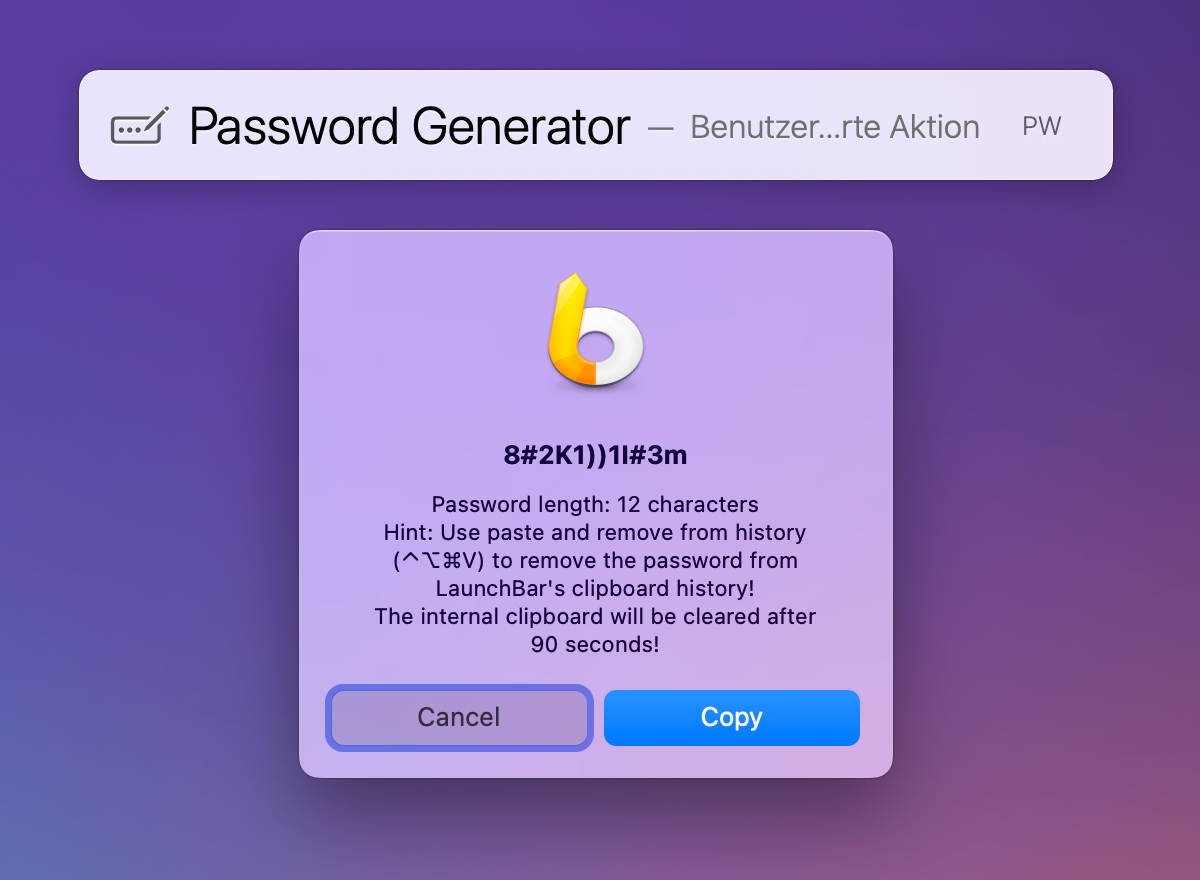 Password Generator — Benutzer...rte Aktion PW
8#2K1))1l#3m
Password length: 12 characters
Hint: Use paste and remove from history
(^⌥⌘V) to remove the password from
LaunchBar's clipboard history!
The internal clipboard will be cleared after
90 seconds!
Cancel Copy